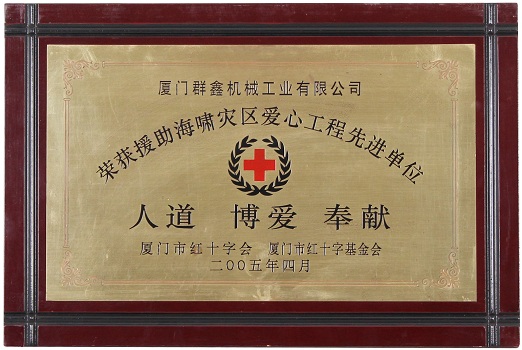 厦门群鑫机械工业有限公司
荣获援助海啸灾区爱心工程先进单位
人道 博爱 奉献
厦门市红十字会 厦门市红十字基金会
二00五年四月